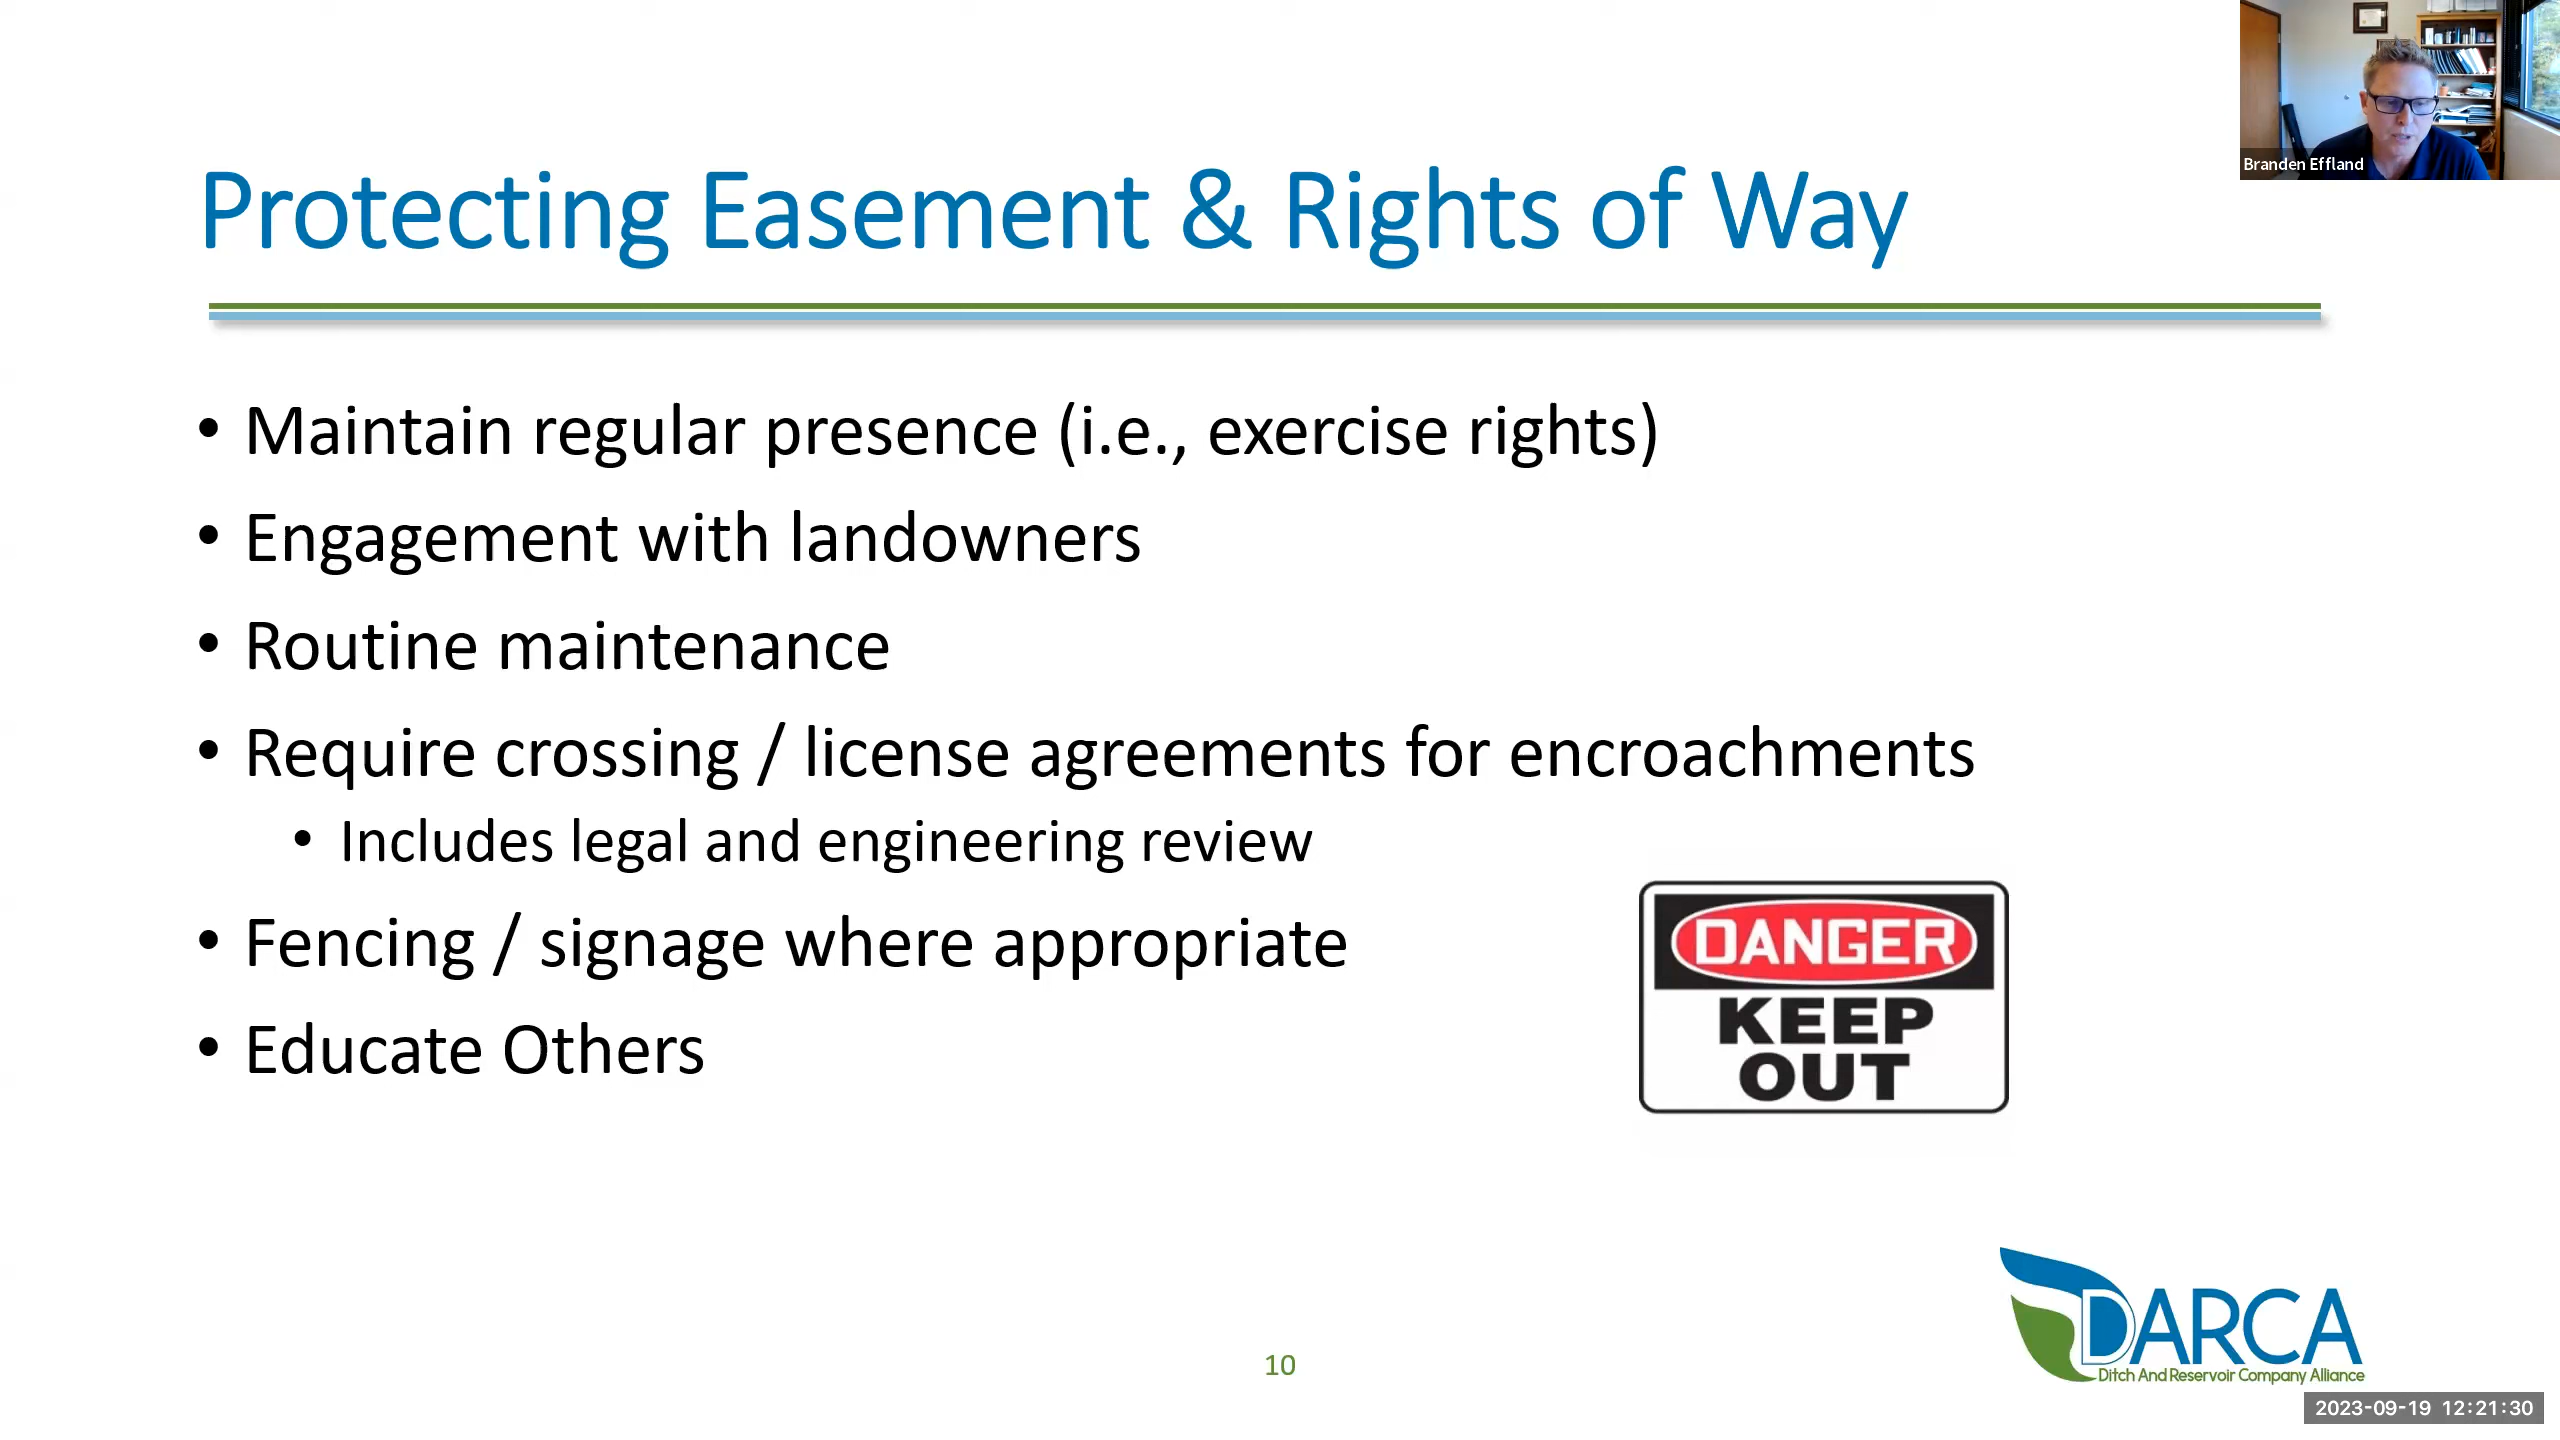 Branden Effland
Protecting Easement & Rights of Way
• Maintain regular presence (i.e., exercise rights)
• Engagement with landowners
• Routine maintenance
• Require crossing / license agreements for encroachments
• Includes legal and engineering review
• Fencing / signage where appropriate
• Educate Others
DANGER
KEEP
OUT
DARCA
Ditch And Reservoir Company Alliance
10
2023-09-19 12:21:30